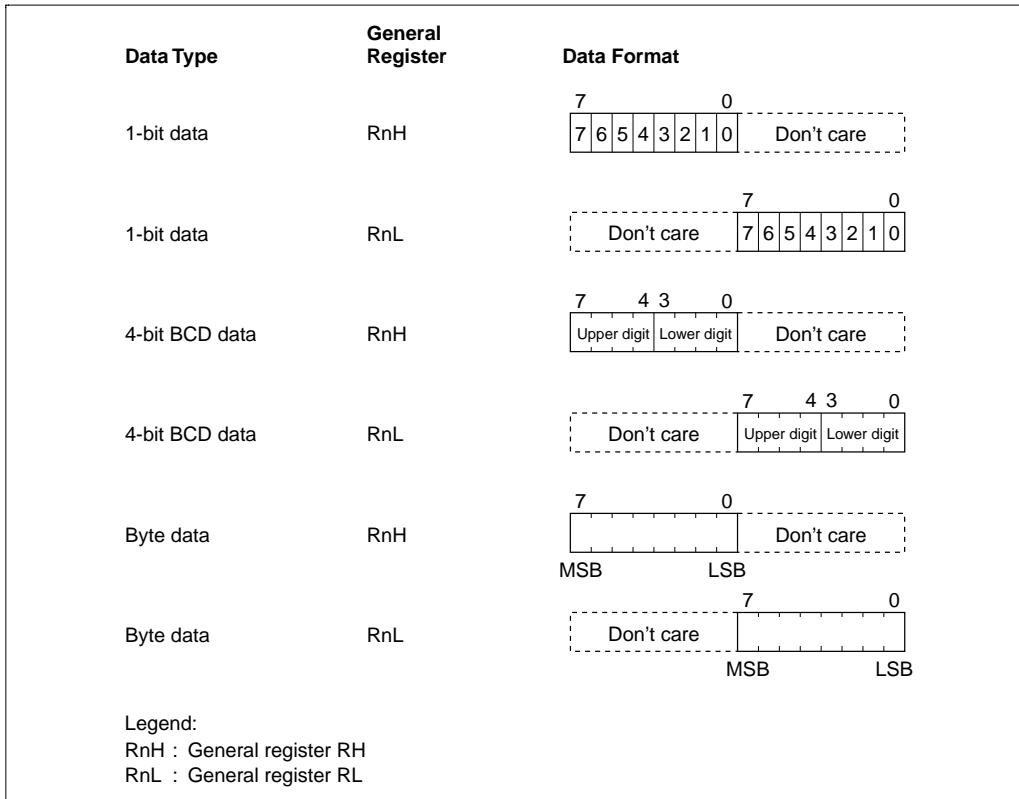 General
Data Type Register Data Format
7 0
1-bit data RnH 7 6 5 4 3 2 1 0 Don't care
7 0
1-bit data RnL Don't care 7 6 5 4 3 2 1 0
7 4 3 0
4-bit BCD data RnH Upper digit Lower digit Don't care
7 4 3 0
4-bit BCD data RnL Don't care Upper digit Lower digit
7 0
Byte data RnH Don't care
MSB LSB
7 0
Byte data RnL Don't care
MSB LSB
Legend:
RnH : General register RH
RnL : General register RL